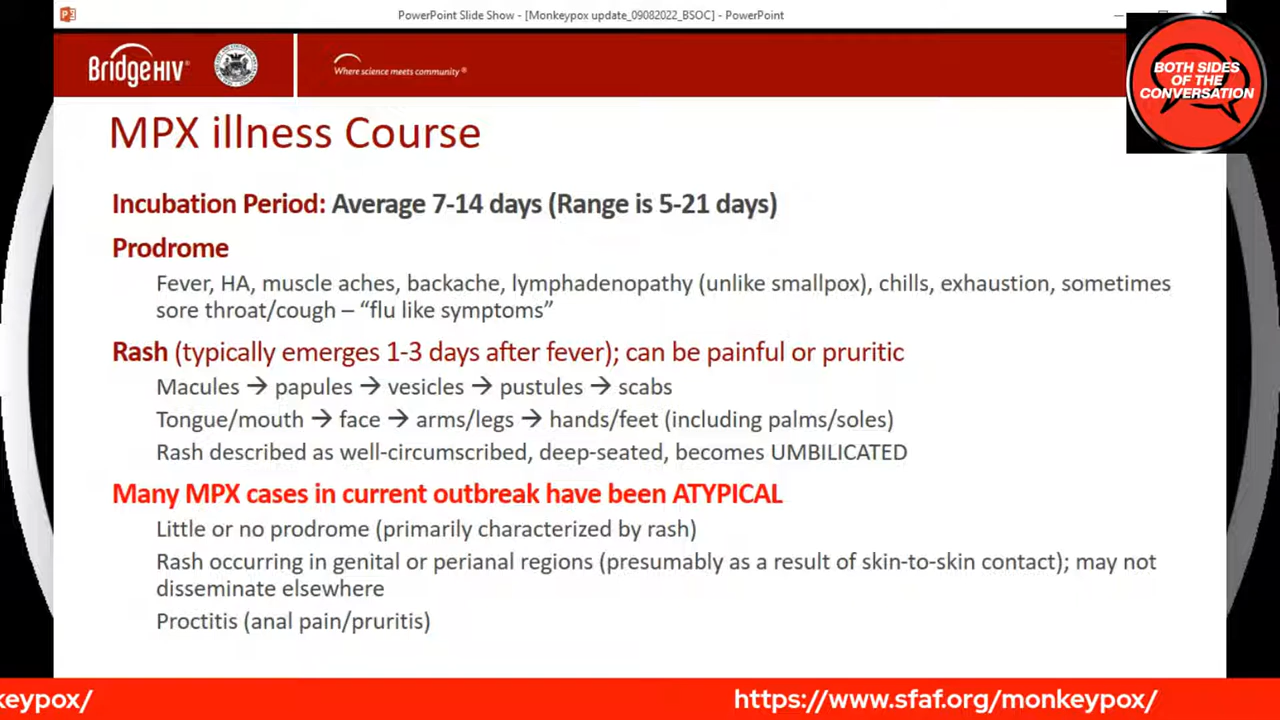 PowerPoint Slide Show - [Monkeypox update_09082022_BSOC] - PowerPoint
BridgeHIV®
Where science meets community®
BOTH SIDES
OF THE
CONVERSATION
MPX illness Course
Incubation Period: Average 7-14 days (Range is 5-21 days)
Prodrome
Fever, HA, muscle aches, backache, lymphadenopathy (unlike smallpox), chills, exhaustion, sometimes
sore throat/cough – “flu like symptoms”
Rash (typically emerges 1-3 days after fever); can be painful or pruritic
Macules → papules → vesicles → pustules → scabs
Tongue/mouth → face → arms/legs → hands/feet (including palms/soles)
Rash described as well-circumscribed, deep-seated, becomes UMBILICATED
Many MPX cases in current outbreak have been ATYPICAL
Little or no prodrome (primarily characterized by rash)
Rash occurring in genital or perianal regions (presumably as a result of skin-to-skin contact); may not
disseminate elsewhere
Proctitis (anal pain/pruritis)
keypox/
https://www.sfaf.org/monkeypox/